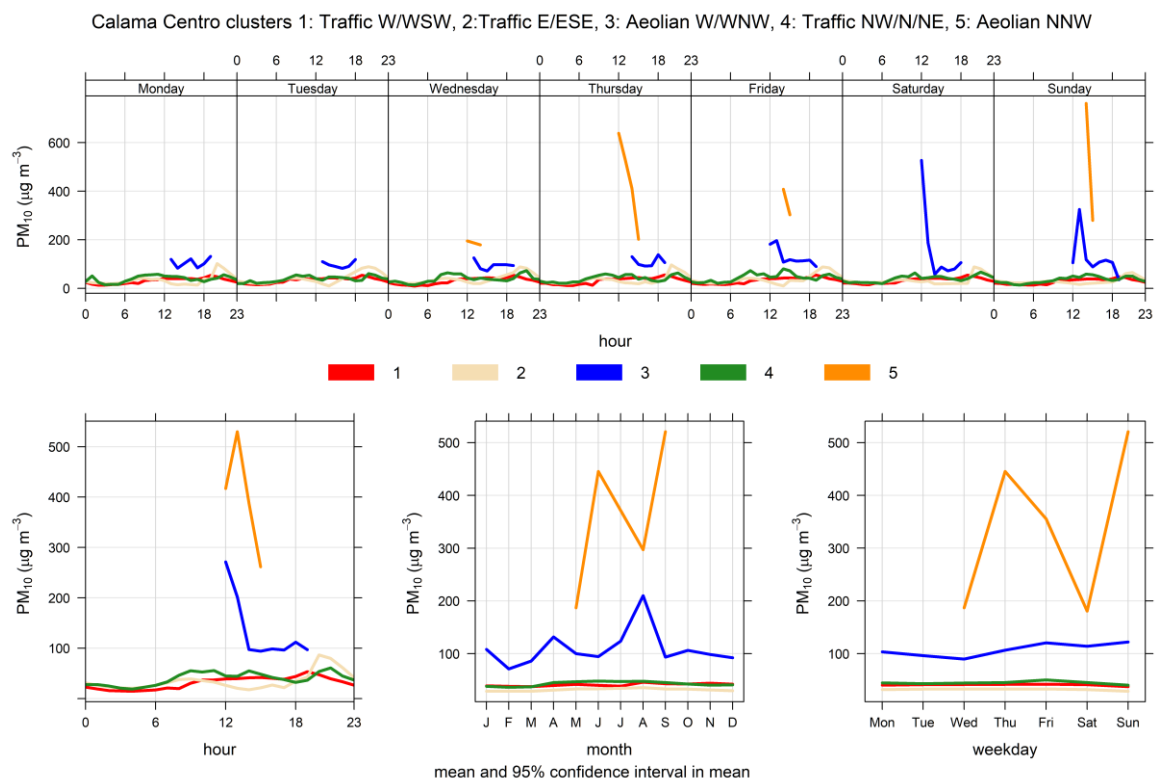 Calama Centro clusters 1: Traffic W/WSW, 2:Traffic E/ESE, 3: Aeolian W/WNW, 4: Traffic NW/N/NE, 5: Aeolian NNW
0 6 12 18 23 0 6 12 18 23 0 6 12 18 23
Monday Tuesday Wednesday Thursday Friday Saturday Sunday
PM₁₀ (μg m⁻³)
600
400
200
0
0 6 12 18 23 0 6 12 18 23 0 6 12 18 23 0 6 12 18 23
hour
1 2 3 4 5
PM₁₀ (μg m⁻³)
500
400
300
200
100
0 6 12 18 23
hour
PM₁₀ (μg m⁻³)
500
400
300
200
100
J F M A M J J A S O N D
month
PM₁₀ (μg m⁻³)
500
400
300
200
100
Mon Tue Wed Thu Fri Sat Sun
weekday
mean and 95% confidence interval in mean